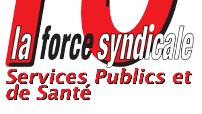 la force syndicale
Services Publics et
de Santé